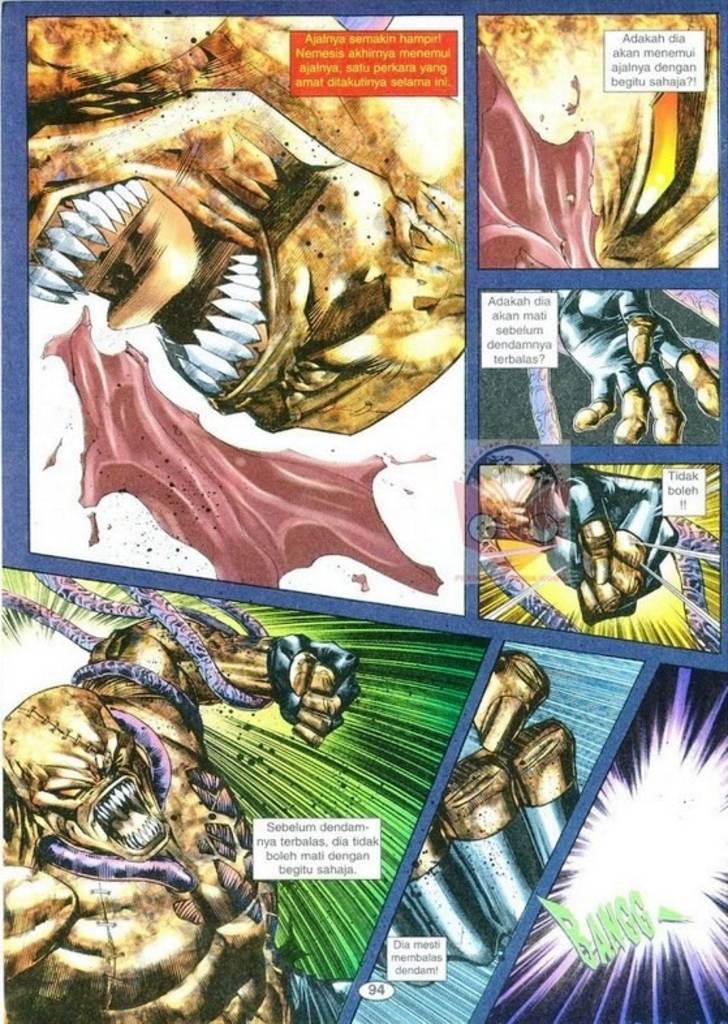 Ajalnya semakin hampir!
Nemesis akhirnya menemui
ajalnya, satu perkara yang
amat ditakutinya selama ini.
Adakah dia
akan menemui
ajalnya dengan
begitu sahaja?!
Adakah dia
akan mati
sebelum
dendamnya
terbalas?
Tidak
boleh
!!
Sebelum dendam-
nya terbalas, dia tidak
boleh mati dengan
begitu sahaja.
Dia mesti
membalas
dendam!
BANGG
94